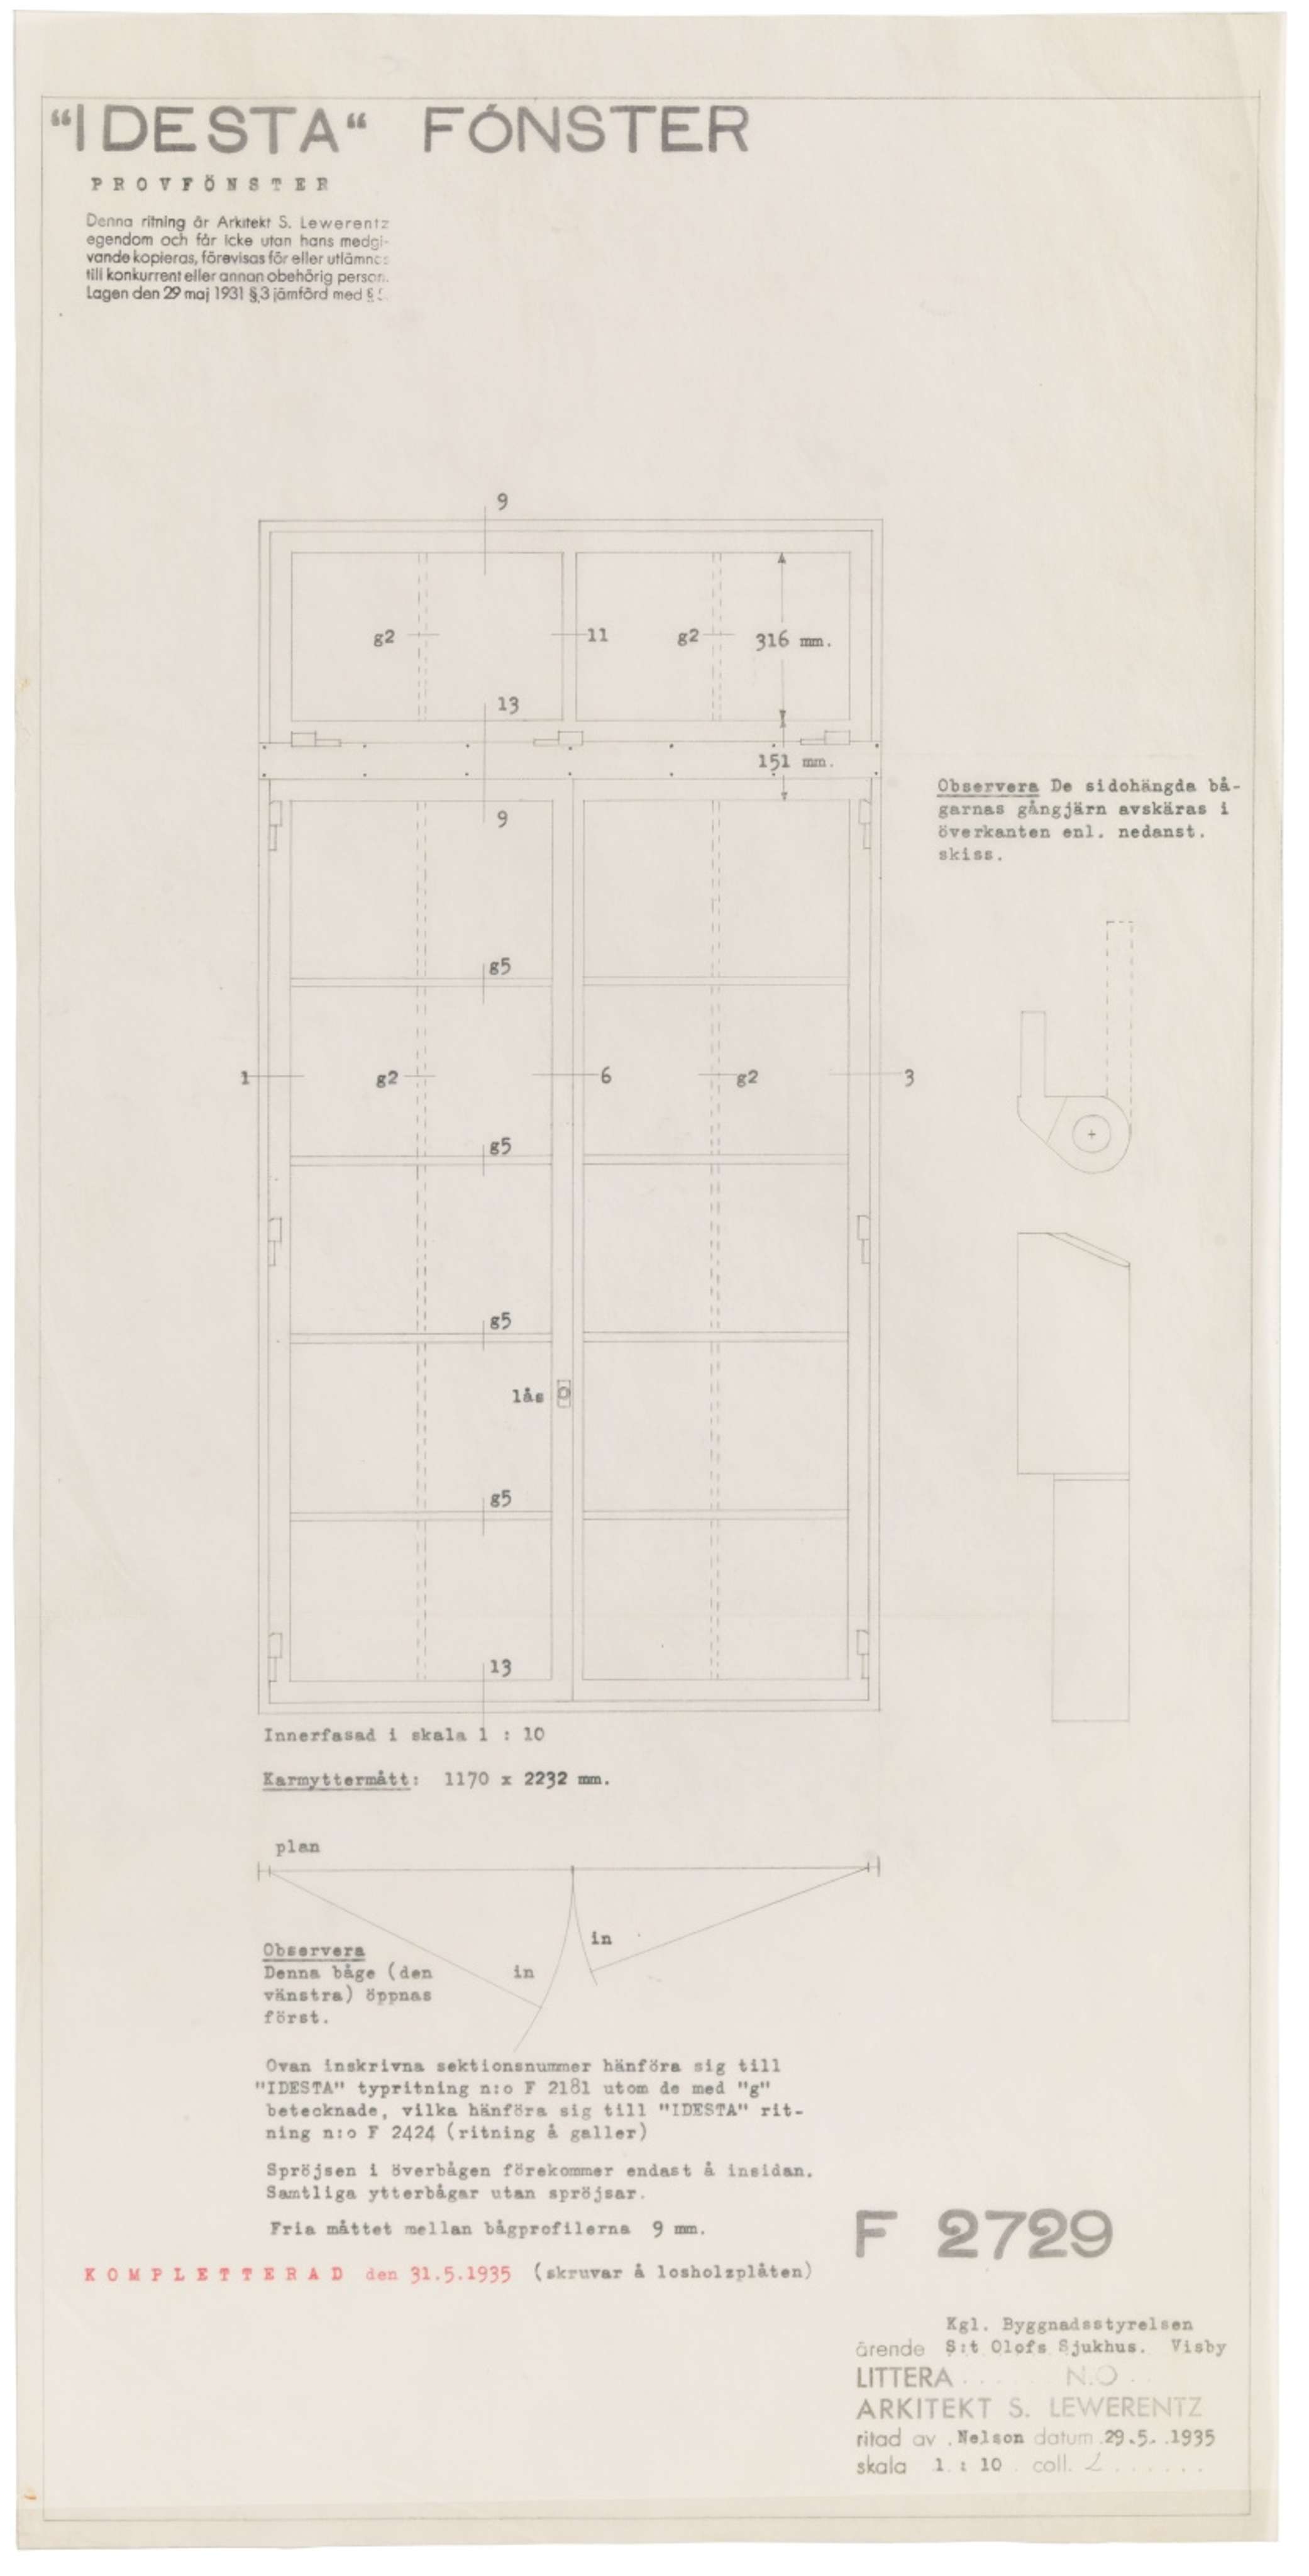 “IDESTA“ FÖNSTER
PROVFÖNSTER
Denna ritning är Arkitekt S. Lewerentz
egendom och får icke utan hans medgi-
vande kopieras, förevisas för eller utlämnas
till konkurrent eller annan obehörig person.
Lagen den 29 maj 1931 §3 jämförd med §
9
g2
11
g2
316 mm.
13
151 mm.
9
Observera De sidohängda bå-
garnas gångjärn avskäras i
överkanten enl. nedanst.
skiss.
g5
1
g2
6
g2
3
g5
g5
lås
g5
13
Innerfasad i skala 1 : 10
Karmyttermått: 1170 x 2232 mm.
plan
in
in
Observera
Denna båge (den
vänstra) öppnas
först.
Ovan inskrivna sektionsnummer hänföra sig till
"IDESTA" typritning n:o F 2181 utom de med "g"
betecknade, vilka hänföra sig till "IDESTA" rit-
ning n:o F 2424 (ritning å galler)
Spröjsen i överbågen förekommer endast å insidan.
Samtliga ytterbågar utan spröjsar.
Fria måttet mellan bågprofilerna 9 mm.
KOMPLETTERAD den 31.5.1935 (skruvar å losholzplåten)
F 2729
Kgl. Byggnadsstyrelsen
ärende S:t Olofs Sjukhus. Visby
LITTERA N.O
ARKITEKT S. LEWERENTZ
ritad av Nelson datum 29.5.1935
skala 1 : 10 coll. L